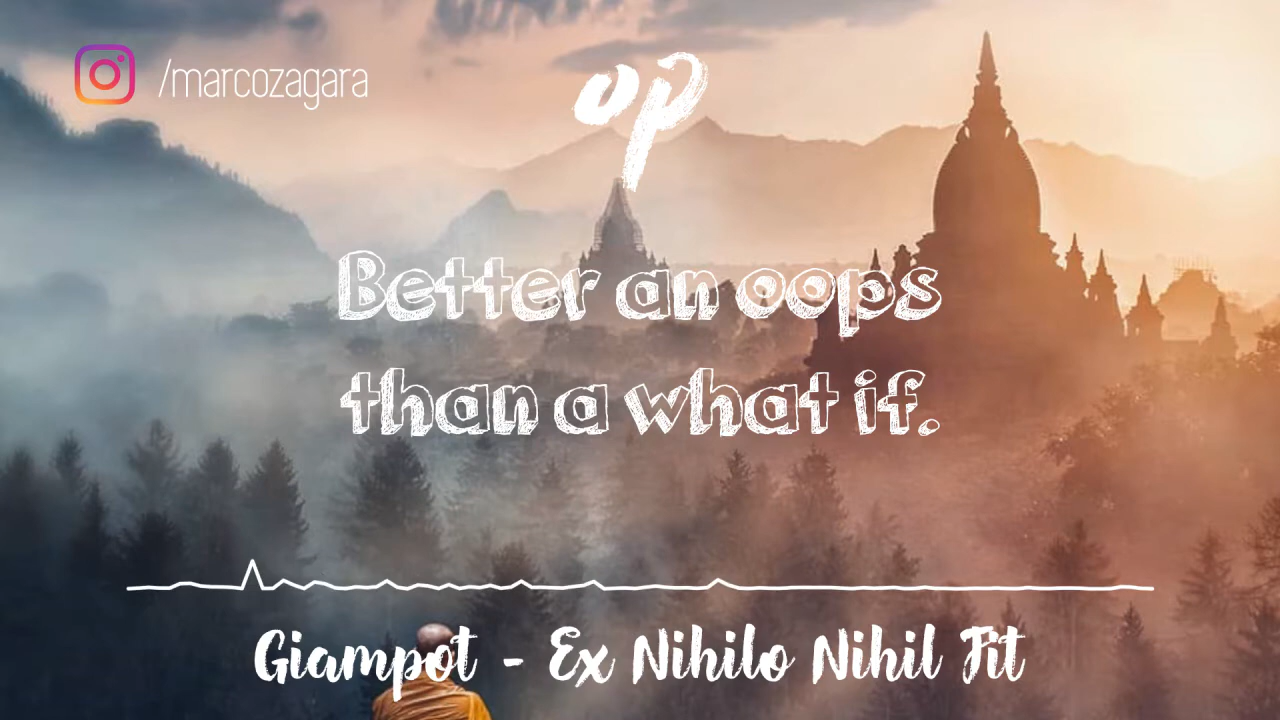 /marcozagara
op
Better an oops
than a what if.
Giampot - Ex Nihilo Nihil Fit